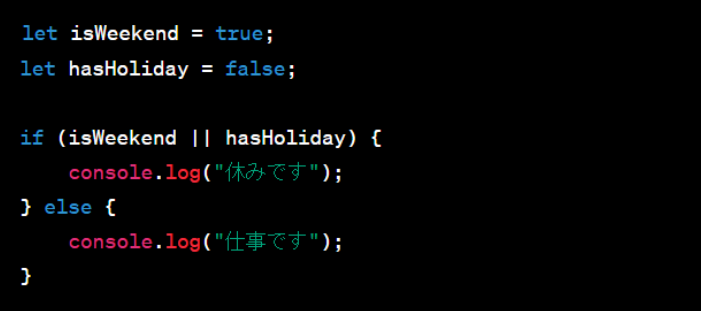 let isWeekend = true;
let hasHoliday = false;
if (isWeekend || hasHoliday) {
    console.log("休みです");
} else {
    console.log("仕事です");
}